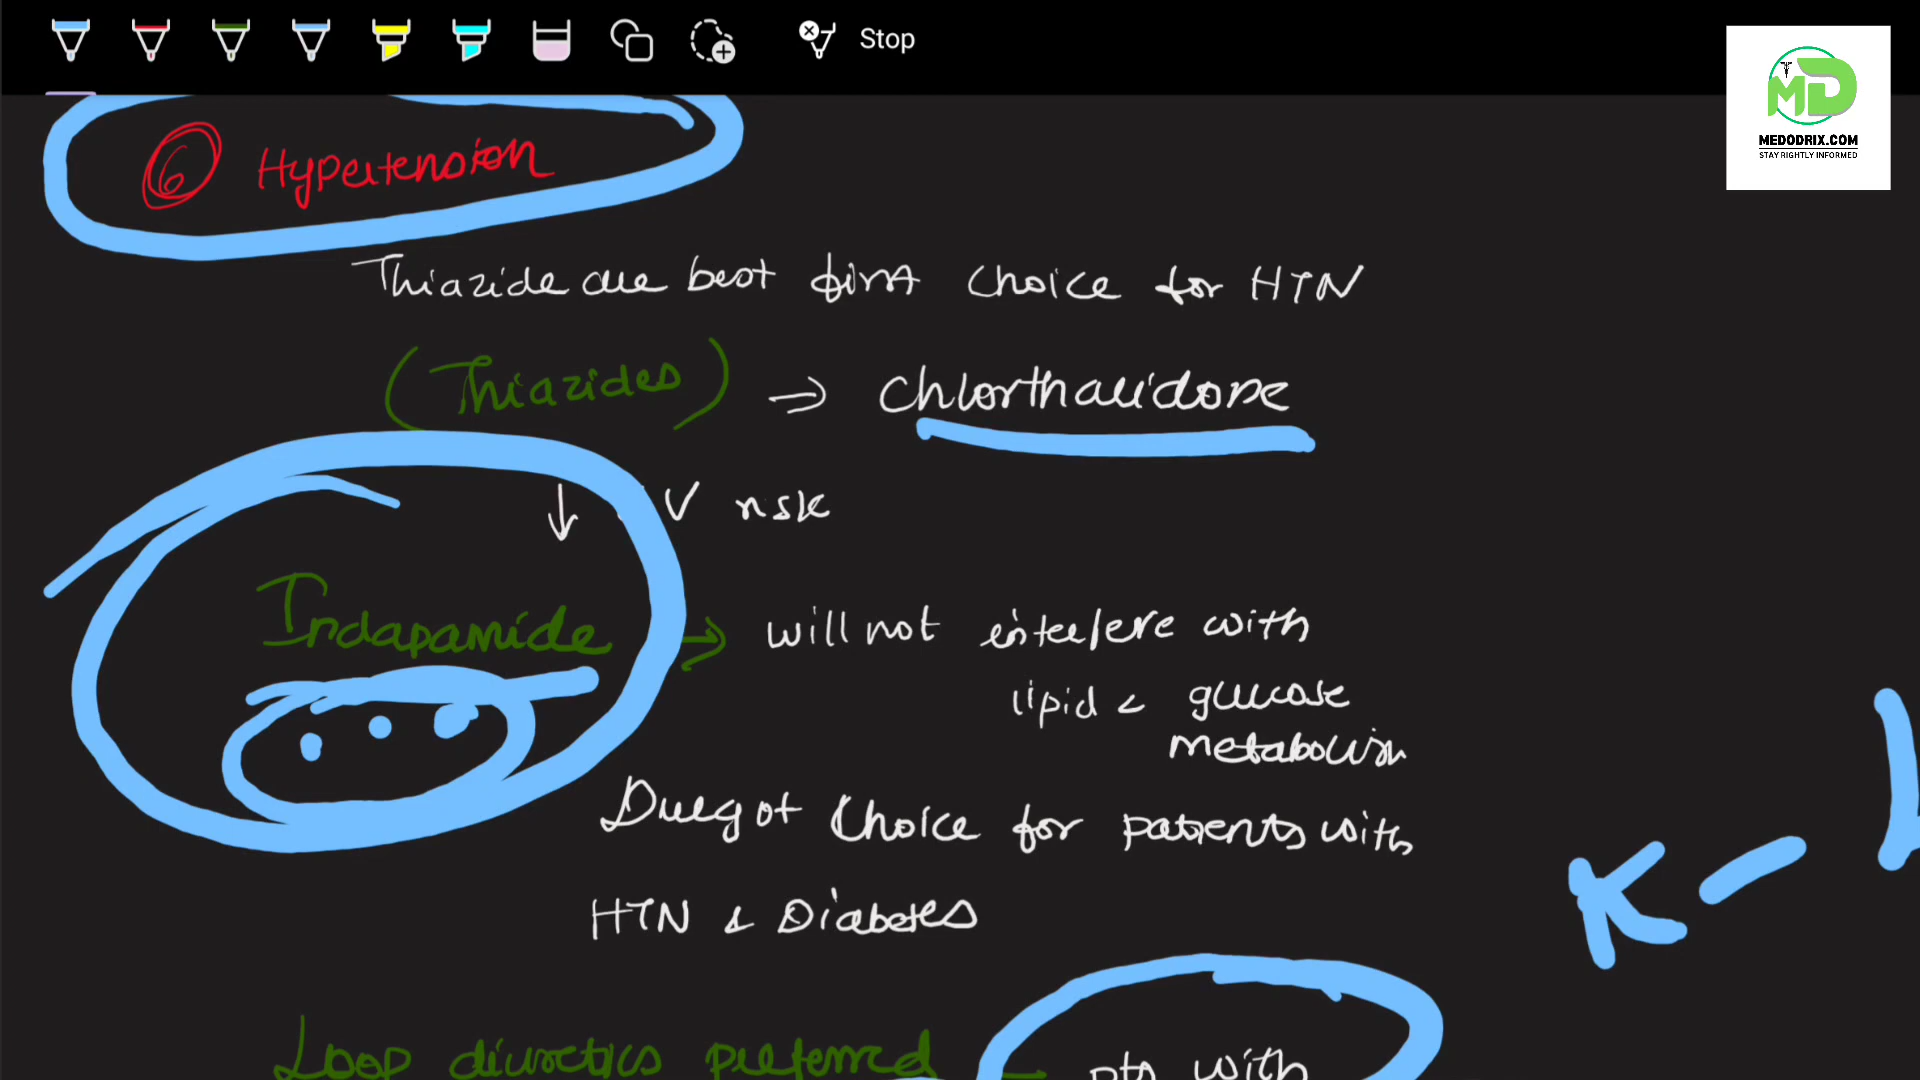 Stop
MEDODRIX.COM
STAY RIGHTLY INFORMED
6 Hypertension
Thiazide are best first choice for HTN
(Thiazides) → Chlorthalidone
↓ V risk
Indapamide → will not interfere with
lipid & glucose
metabolism
Drug of choice for patients with
HTN & Diabetes
K -
Loop diuretics preferred → pts with